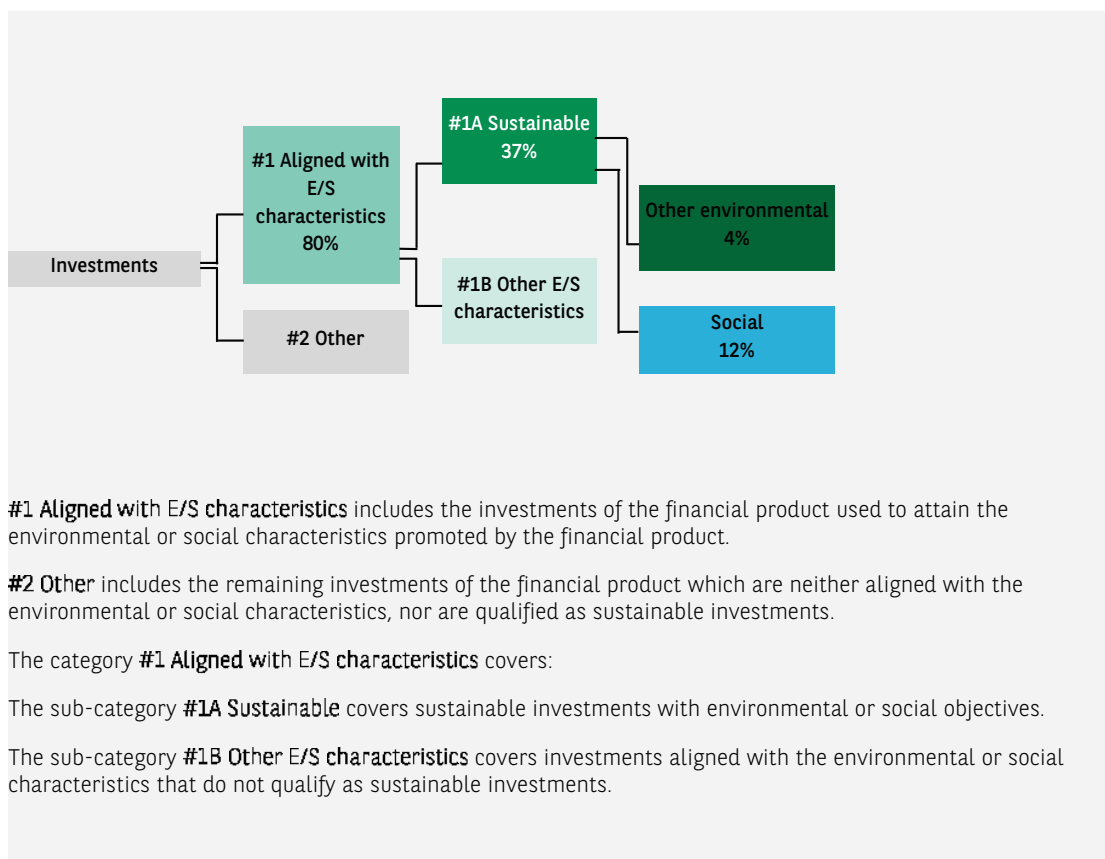 #1A Sustainable
37%
#1 Aligned with
E/S
characteristics
80%
Other environmental
4%
Investments
#1B Other E/S
characteristics
#2 Other
Social
12%
#1 Aligned with E/S characteristics includes the investments of the financial product used to attain the
environmental or social characteristics promoted by the financial product.
#2 Other includes the remaining investments of the financial product which are neither aligned with the
environmental or social characteristics, nor are qualified as sustainable investments.
The category #1 Aligned with E/S characteristics covers:
The sub-category #1A Sustainable covers sustainable investments with environmental or social objectives.
The sub-category #1B Other E/S characteristics covers investments aligned with the environmental or social
characteristics that do not qualify as sustainable investments.